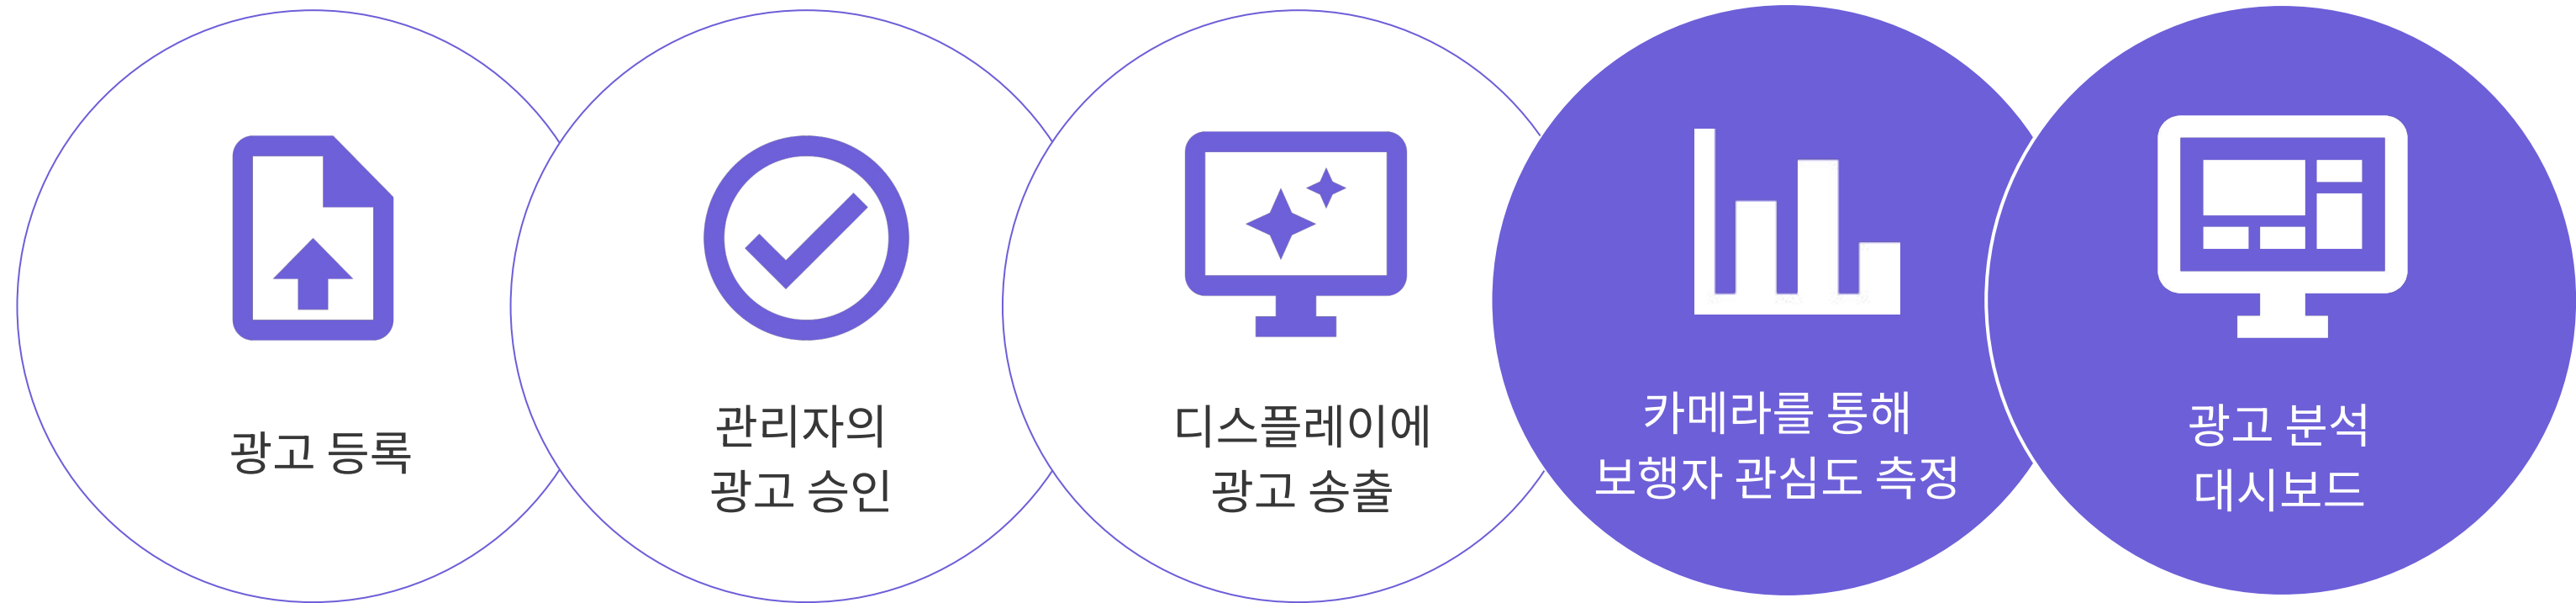 광고 등록
관리자의
광고 승인
디스플레이에
광고 송출
카메라를 통해
보행자 관심도 측정
광고 분석
대시보드